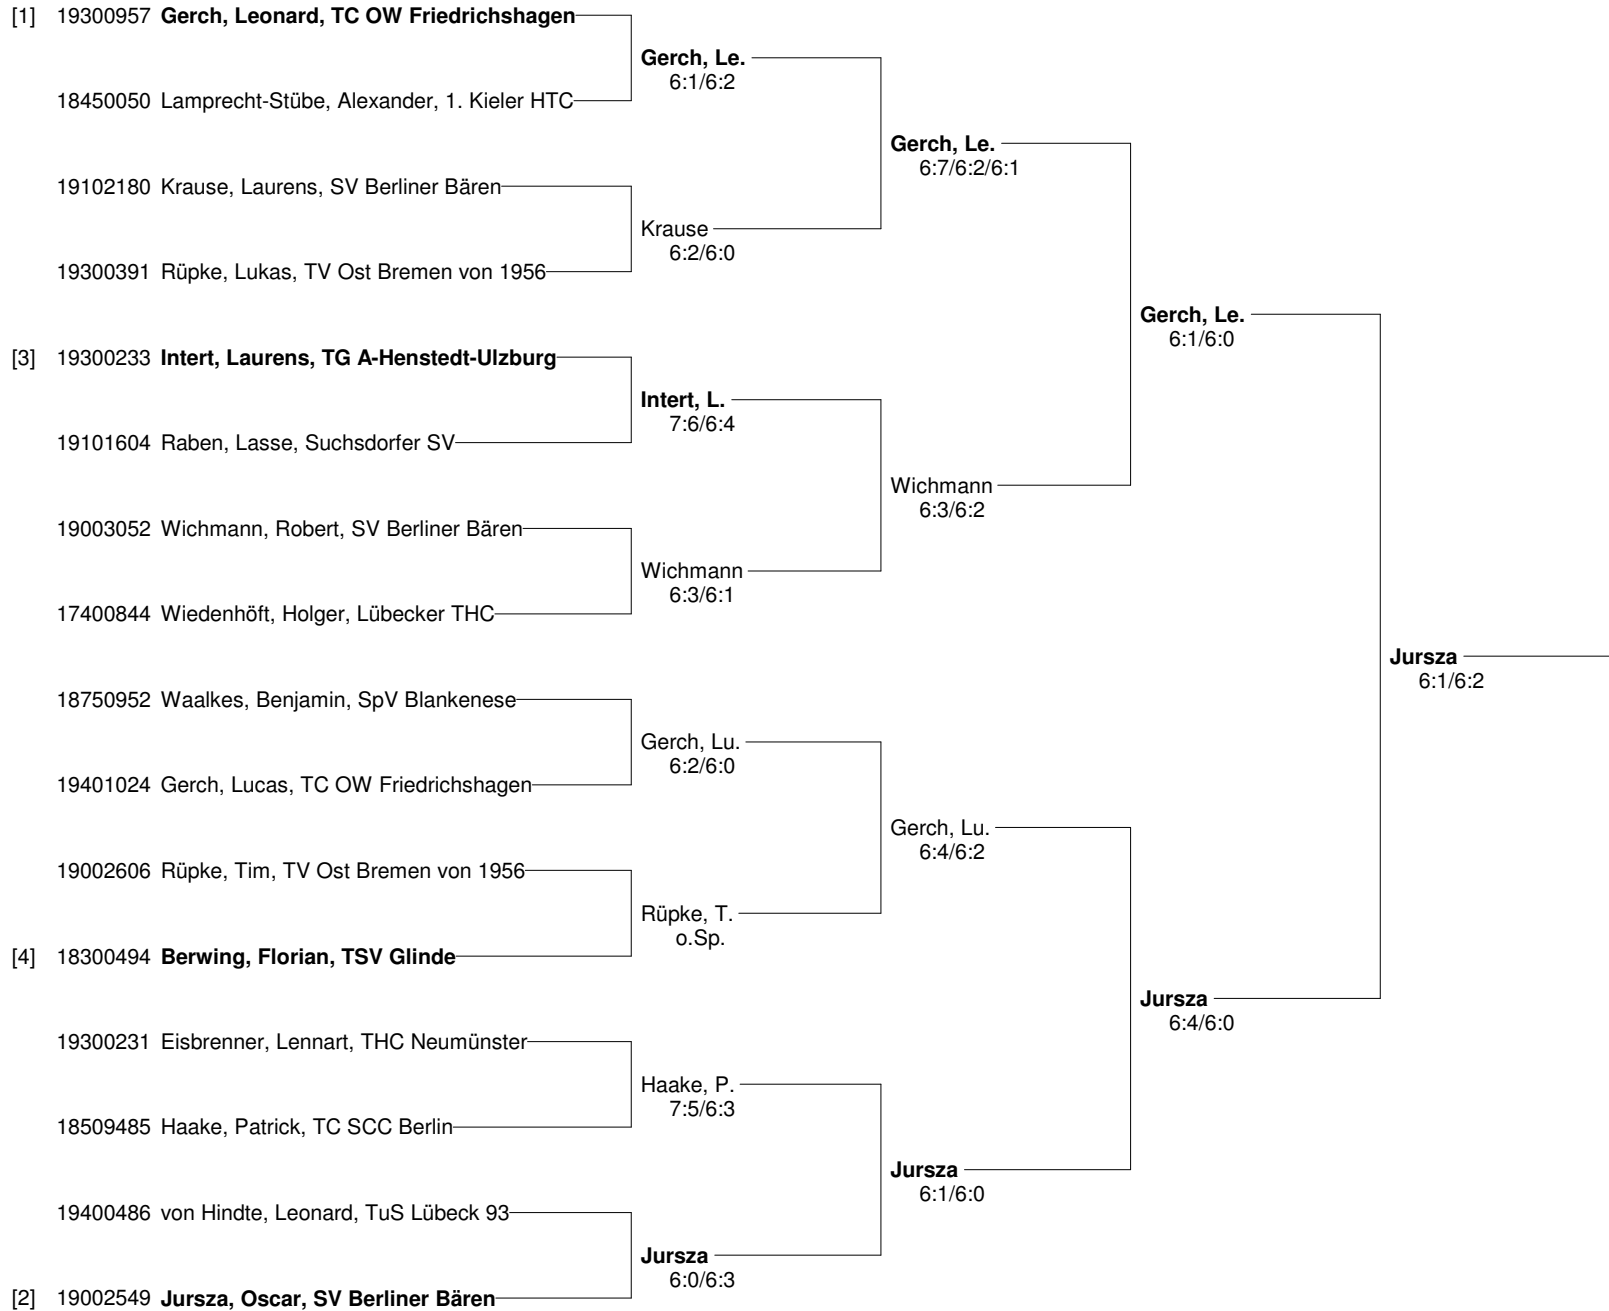 [1] 19300957 Gerch, Leonard, TC OW Friedrichshagen
Gerch, Le.
6:1/6:2
18450050 Lamprecht-Stübe, Alexander, 1. Kieler HTC
Gerch, Le.
6:7/6:2/6:1
19102180 Krause, Laurens, SV Berliner Bären
Krause
6:2/6:0
19300391 Rüpke, Lukas, TV Ost Bremen von 1956
Gerch, Le.
6:1/6:0
[3] 19300233 Intert, Laurens, TG A-Henstedt-Ulzburg
Intert, L.
7:6/6:4
19101604 Raben, Lasse, Suchsdorfer SV
Wichmann
6:3/6:2
19003052 Wichmann, Robert, SV Berliner Bären
Wichmann
6:3/6:1
17400844 Wiedenhöft, Holger, Lübecker THC
Jursza
6:1/6:2
18750952 Waalkes, Benjamin, SpV Blankenese
Gerch, Lu.
6:2/6:0
19401024 Gerch, Lucas, TC OW Friedrichshagen
Gerch, Lu.
6:4/6:2
19002606 Rüpke, Tim, TV Ost Bremen von 1956
Rüpke, T.
o.Sp.
[4] 18300494 Berwing, Florian, TSV Glinde
Jursza
6:4/6:0
19300231 Eisbrenner, Lennart, THC Neumünster
Haake, P.
7:5/6:3
18509485 Haake, Patrick, TC SCC Berlin
Jursza
6:1/6:0
19400486 von Hindte, Leonard, TuS Lübeck 93
Jursza
6:0/6:3
[2] 19002549 Jursza, Oscar, SV Berliner Bären